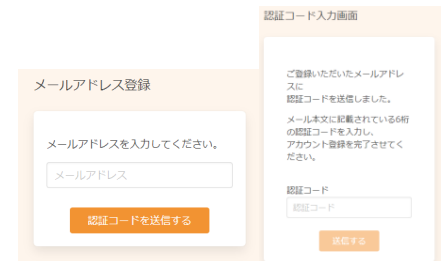 メールアドレス登録
メールアドレスを入力してください。
メールアドレス
認証コードを送信する
認証コード入力画面
ご登録いただいたメールアドレ
スに
認証コードを送信しました。
メール本文に記載されている6桁
の認証コードを入力し、
アカウント登録を完了させてく
ださい。
認証コード
認証コード
送信する